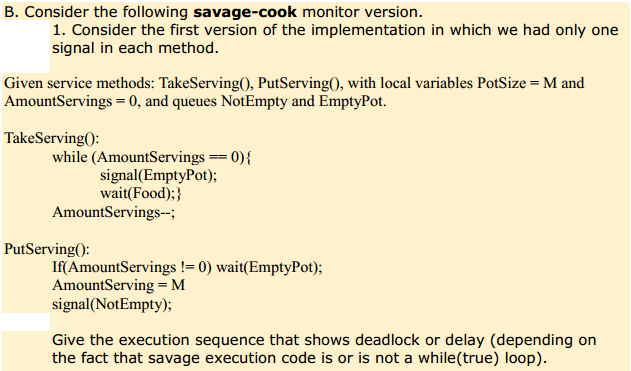 B. Consider the following savage-cook monitor version.
1. Consider the first version of the implementation in which we had only one
signal in each method.
Given service methods: TakeServing(), PutServing(), with local variables PotSize = M and
AmountServings = 0, and queues NotEmpty and EmptyPot.
TakeServing():
while (AmountServings == 0){
signal(EmptyPot);
wait(Food);}
AmountServings--;
PutServing():
If(AmountServings != 0) wait(EmptyPot);
AmountServing = M
signal(NotEmpty);
Give the execution sequence that shows deadlock or delay (depending on
the fact that savage execution code is or is not a while(true) loop).